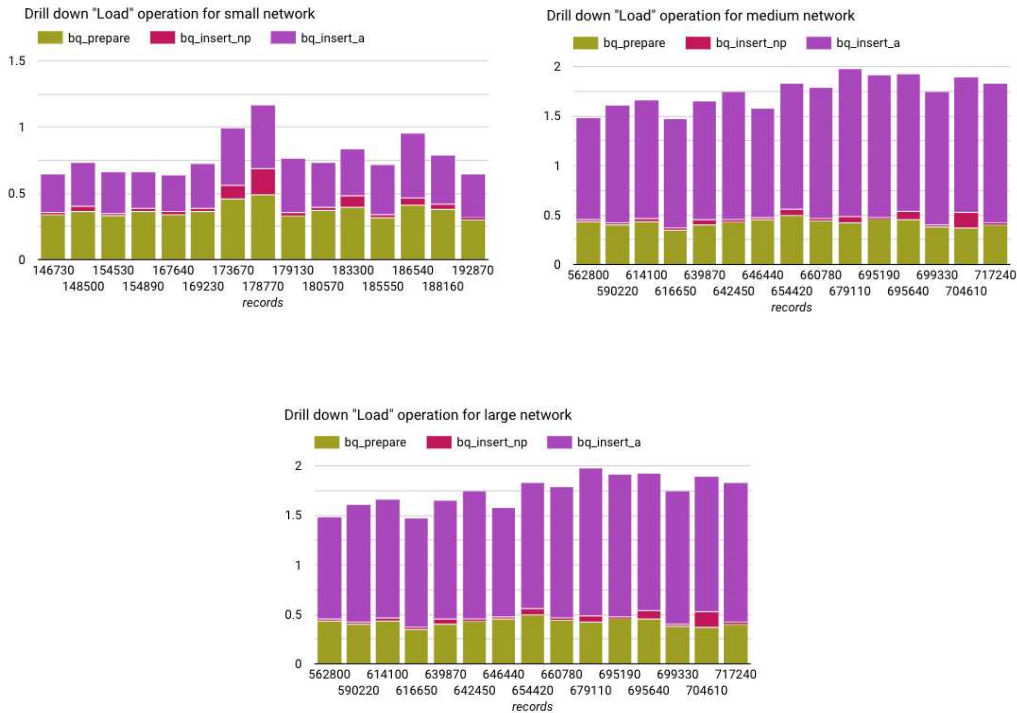 Drill down "Load" operation for small network
bq_prepare bq_insert_np bq_insert_a
1.5
1
0.5
0
146730 154530 167640 173670 179130 183300 186540 192870
148500 154890 169230 178770 180570 185550 188160
records
Drill down "Load" operation for medium network
bq_prepare bq_insert_np bq_insert_a
2
1.5
1
0.5
0
562800 614100 639870 646440 660780 695190 699330 717240
590220 616650 642450 654420 679110 695640 704610
records
Drill down "Load" operation for large network
bq_prepare bq_insert_np bq_insert_a
2
1.5
1
0.5
0
562800 614100 639870 646440 660780 695190 699330 717240
590220 616650 642450 654420 679110 695640 704610
records